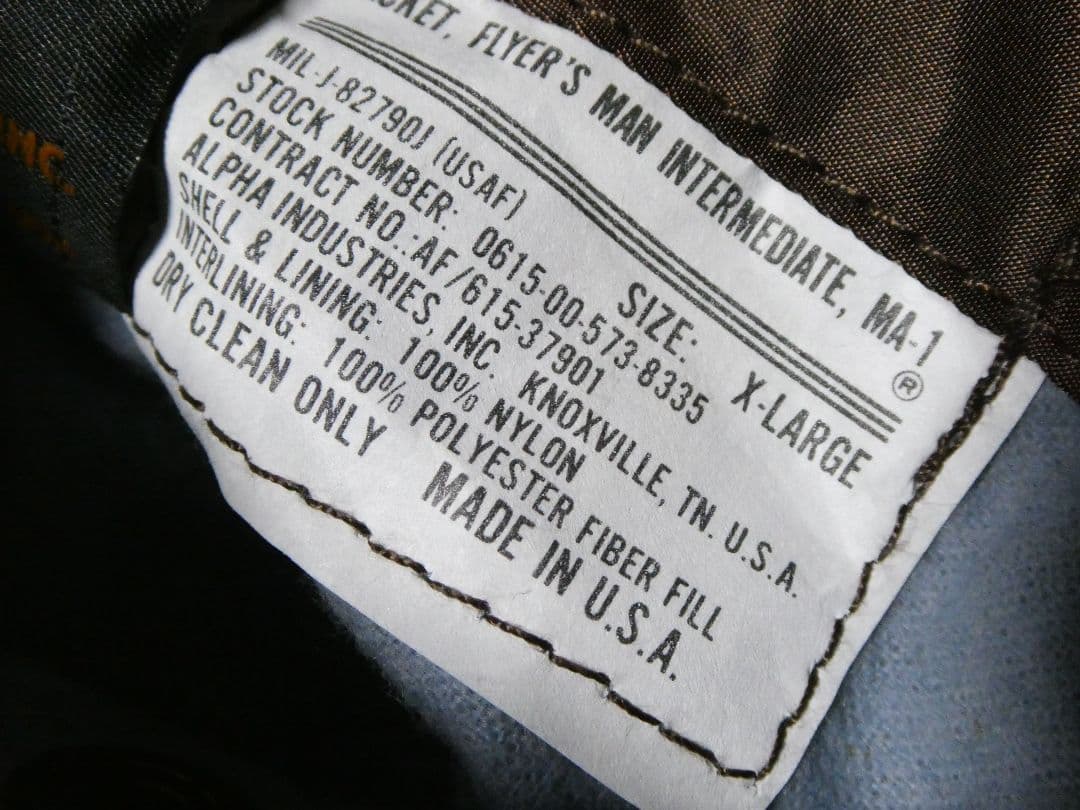 CKET, FLYER'S MAN INTERMEDIATE, MA-1 ®
MIL-J-82790J (USAF) SIZE: X-LARGE
STOCK NUMBER: 0615-00-573-8335
CONTRACT NO.:AF/615-37901
ALPHA INDUSTRIES, INC. KNOXVILLE, TN. U.S.A.
SHELL & LINING: 100% NYLON
INTERLINING: 100% POLYESTER FIBER FILL
DRY CLEAN ONLY MADE IN U.S.A.